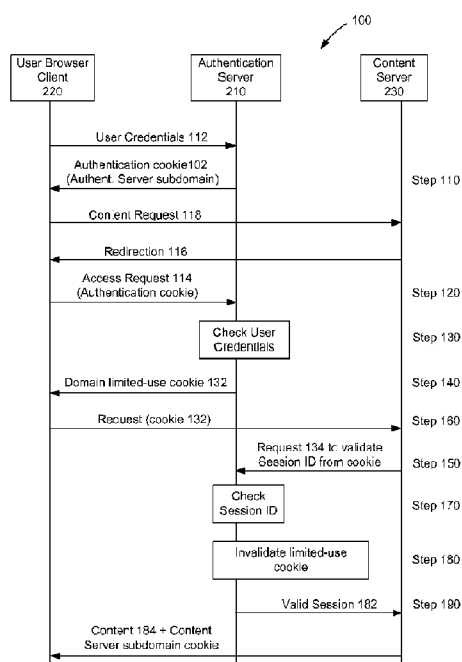 100
User Browser
Client
220
Authentication
Server
210
Content
Server
230
User Credentials 112
Authentication cookie102
(Authent. Server subdomain)
Step 110
Content Request 118
Redirection 116
Access Request 114
(Authentication cookie)
Step 120
Check User
Credentials
Step 130
Domain limited-use cookie 132
Step 140
Request (cookie 132)
Step 160
Request 134 to validate
Session ID from cookie
Step 150
Check
Session ID
Step 170
Invalidate limited-use
cookie
Step 180
Valid Session 182
Step 190
Content 184 + Content
Server subdomain cookie